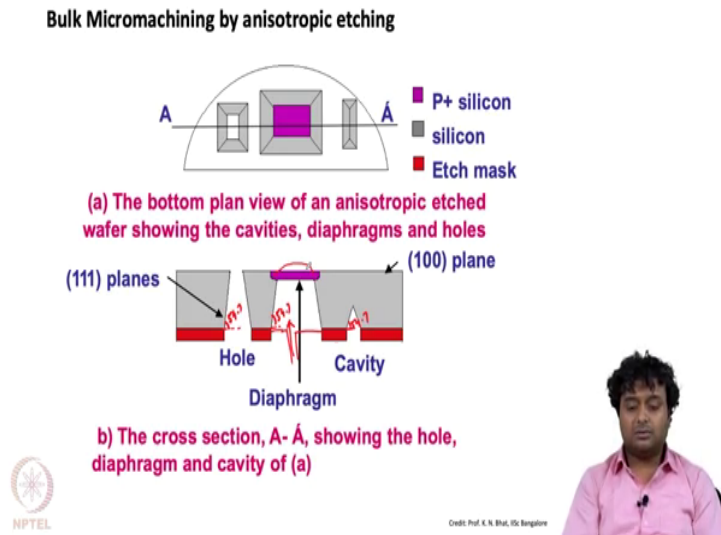 Bulk Micromachining by anisotropic etching
A
Á
P+ silicon
silicon
Etch mask
(a) The bottom plan view of an anisotropic etched
wafer showing the cavities, diaphragms and holes
(111) planes
(100) plane
Hole
Cavity
Diaphragm
b) The cross section, A- Á, showing the hole,
diaphragm and cavity of (a)
NPTEL
Credit: Prof. K. N. Bhat, IISc Bangalore